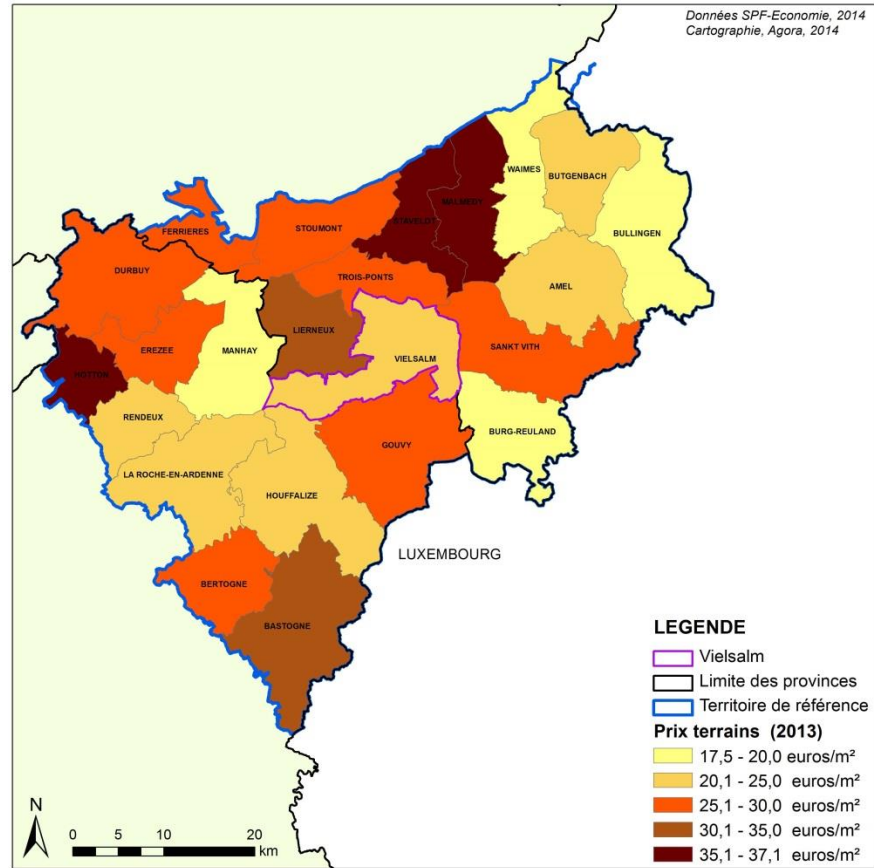 Données SPF-Economie, 2014
Cartographie, Agora, 2014
WAIMES
BUTGENBACH
MALMEDY
STAVELOT
BULLINGEN
FERRIERES
STOUMONT
DURBUY
TROIS-PONTS
AMEL
LIERNEUX
EREZEE
MANHAY
VIELSALM
SANKT VITH
HOTTON
RENDEUX
BURG-REULAND
GOUVY
LA ROCHE-EN-ARDENNE
HOUFFALIZE
LUXEMBOURG
BERTOGNE
BASTOGNE
LEGENDE
Vielsalm
Limite des provinces
Territoire de référence
Prix terrains (2013)
17,5 - 20,0 euros/m²
20,1 - 25,0 euros/m²
25,1 - 30,0 euros/m²
30,1 - 35,0 euros/m²
35,1 - 37,1 euros/m²
N
0 5 10 20
km